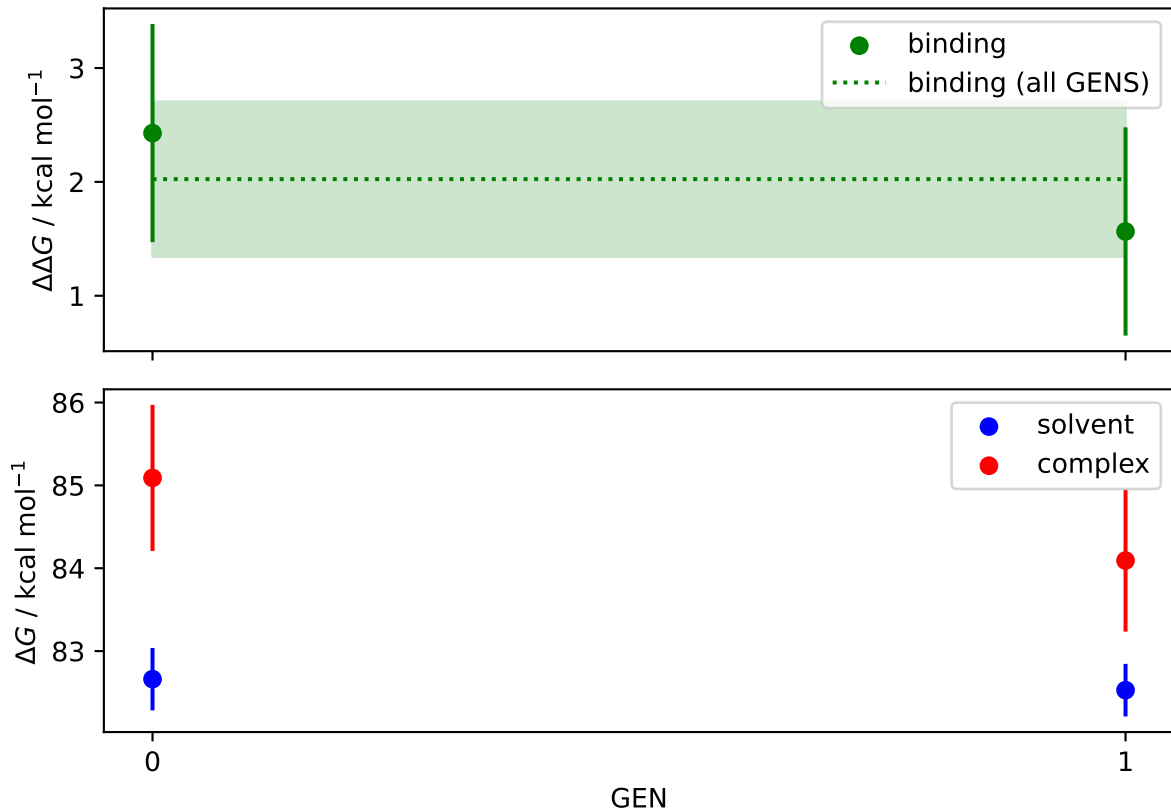 3
2
1
ΔΔG / kcal mol⁻¹
binding
binding (all GENS)
86
85
84
83
ΔG / kcal mol⁻¹
solvent
complex
0
1
GEN